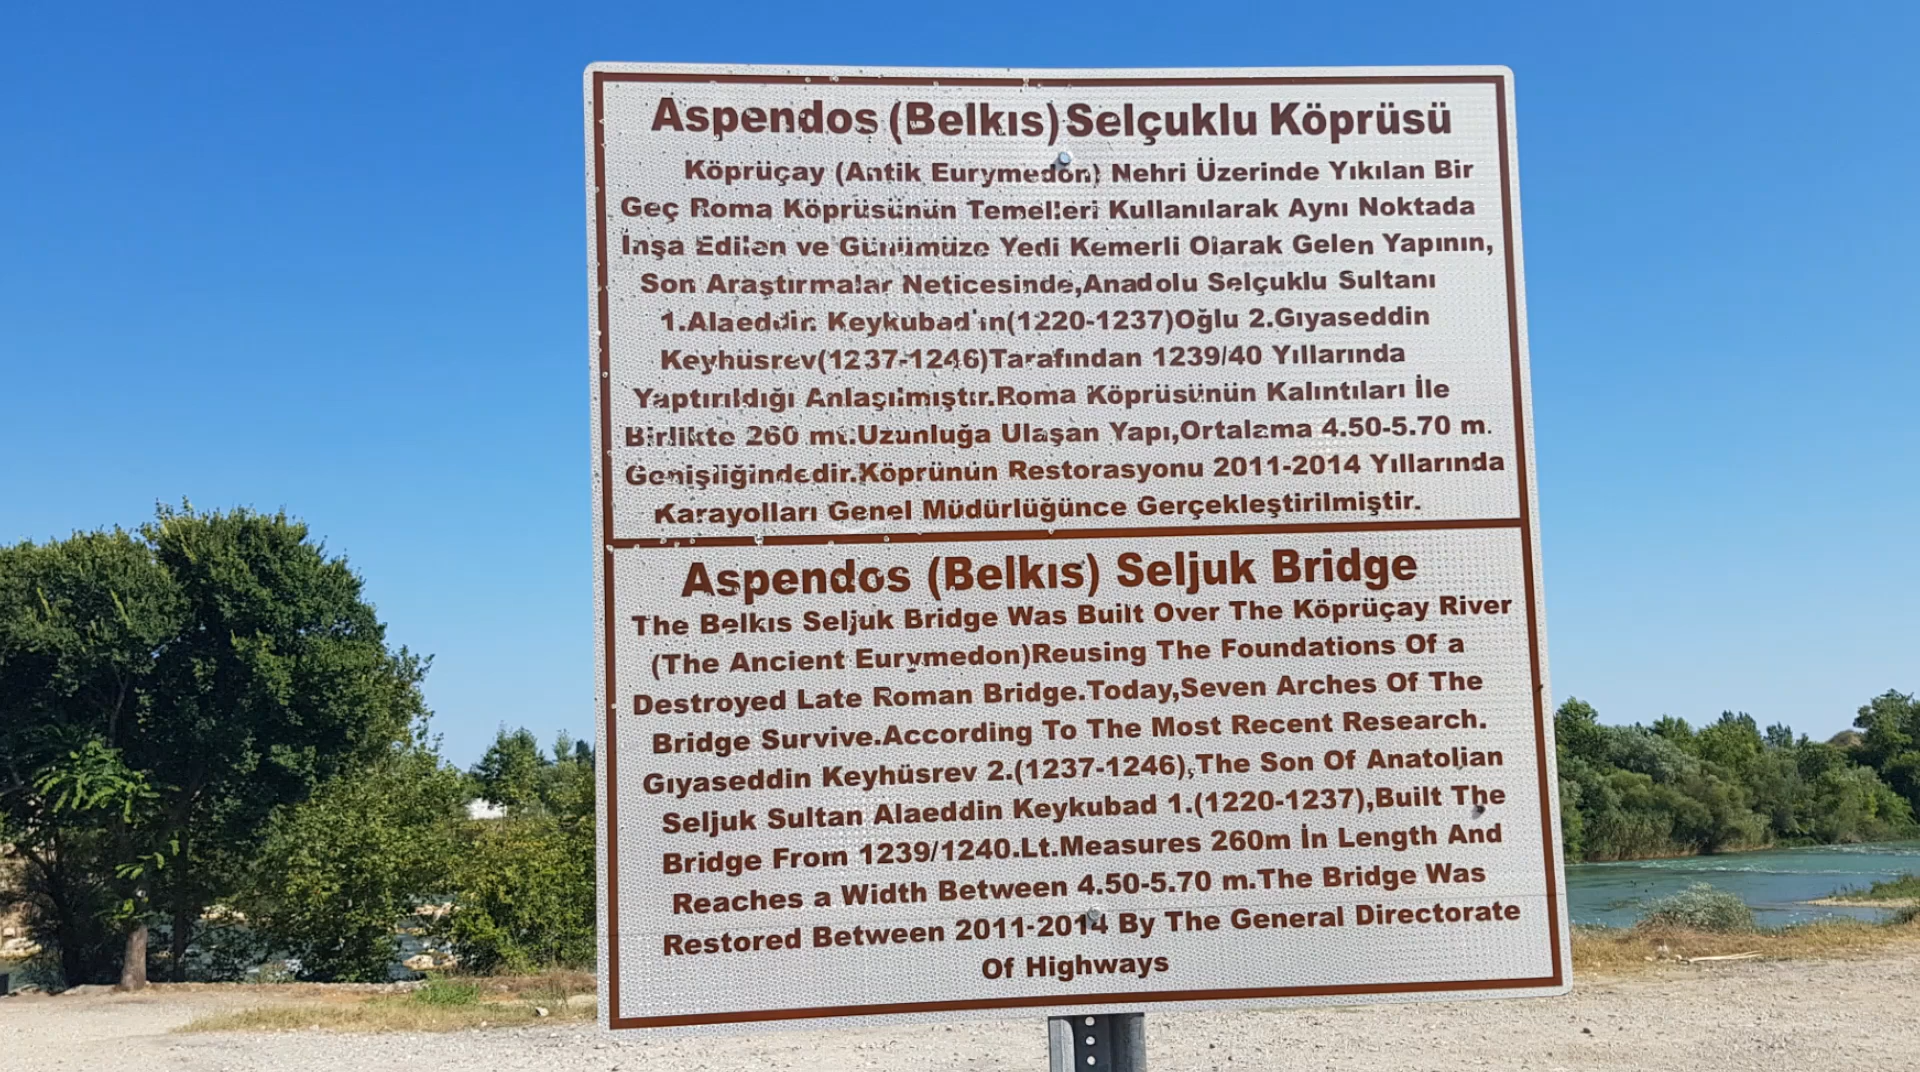 Aspendos (Belkıs) Selçuklu Köprüsü
Köprüçay (Antik Eurymedon) Nehri Üzerinde Yıkılan Bir
Geç Roma Köprüsünün Temelleri Kullanılarak Aynı Noktada
İnşa Edilen ve Günümüze Yedi Kemerli Olarak Gelen Yapının,
Son Araştırmalar Neticesinde,Anadolu Selçuklu Sultanı
1.Alaeddin Keykubad'ın(1220-1237)Oğlu 2.Gıyaseddin
Keyhüsrev(1237-1246)Tarafından 1239/40 Yıllarında
Yaptırıldığı Anlaşılmıştır.Roma Köprüsünün Kalıntıları İle
Birlikte 260 mt.Uzunluğa Ulaşan Yapı,Ortalama 4.50-5.70 m.
Genişliğindedir.Köprünün Restorasyonu 2011-2014 Yıllarında
Karayolları Genel Müdürlüğünce Gerçekleştirilmiştir.
Aspendos (Belkıs) Seljuk Bridge
The Belkıs Seljuk Bridge Was Built Over The Köprüçay River
(The Ancient Eurymedon)Reusing The Foundations Of a
Destroyed Late Roman Bridge.Today,Seven Arches Of The
Bridge Survive.According To The Most Recent Research.
Gıyaseddin Keyhüsrev 2.(1237-1246),The Son Of Anatolian
Seljuk Sultan Alaeddin Keykubad 1.(1220-1237),Built The
Bridge From 1239/1240.Lt.Measures 260m İn Length And
Reaches a Width Between 4.50-5.70 m.The Bridge Was
Restored Between 2011-2014 By The General Directorate
Of Highways